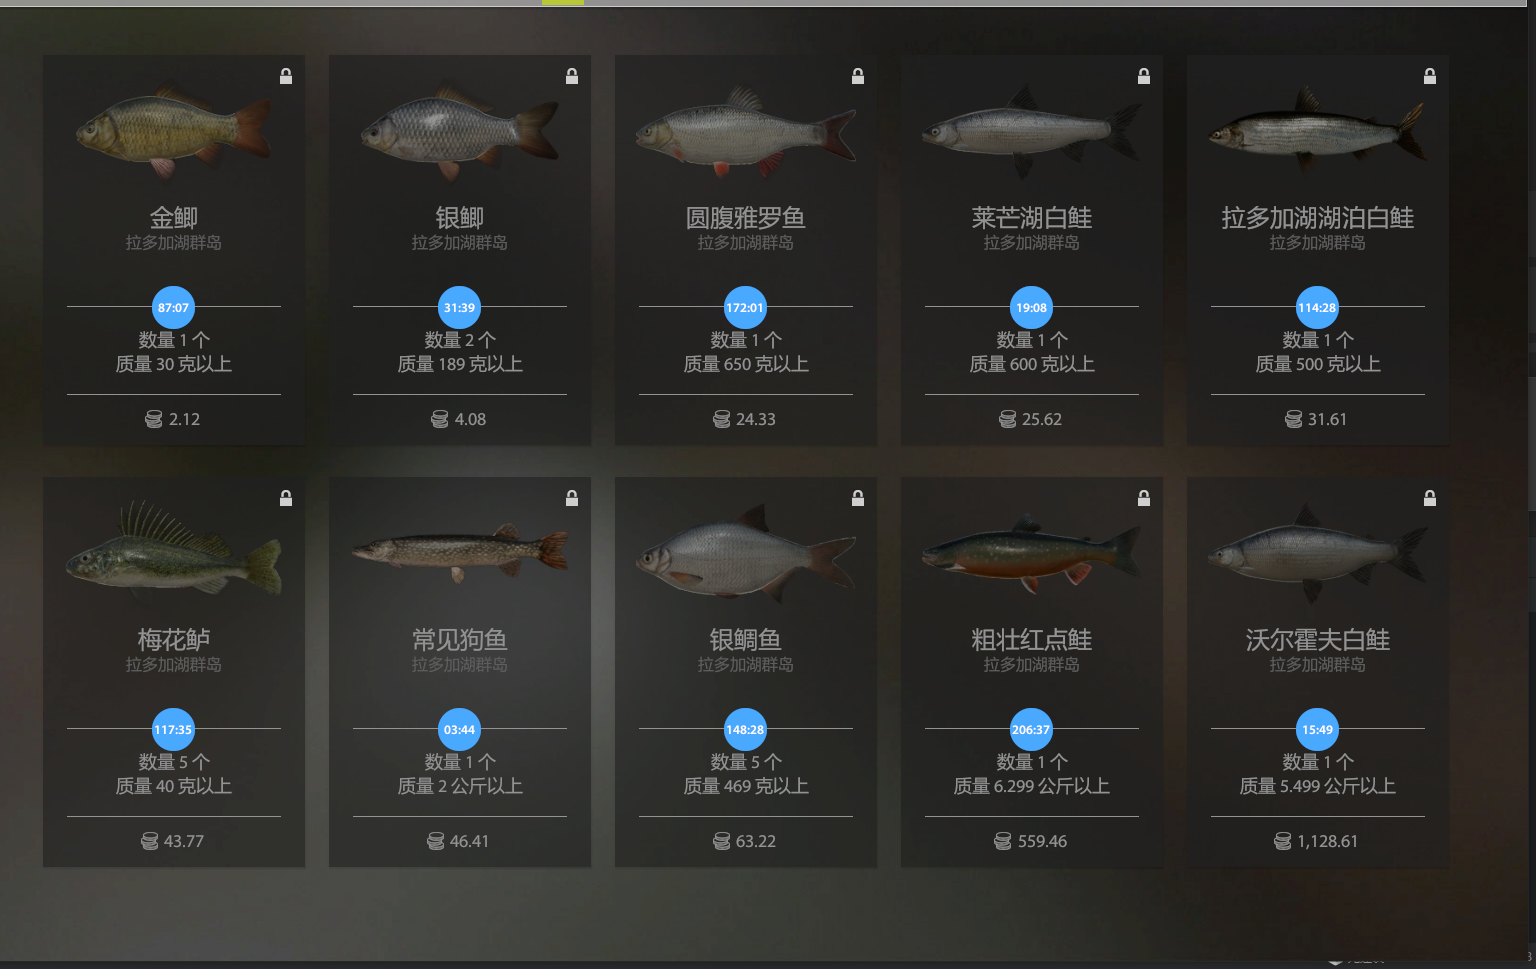 金鲫
拉多加湖群岛
87:07
数量 1 个
质量 30 克以上
2.12
银鲫
拉多加湖群岛
31:39
数量 2 个
质量 189 克以上
4.08
圆腹雅罗鱼
拉多加湖群岛
172:01
数量 1 个
质量 650 克以上
24.33
莱芒湖白鲑
拉多加湖群岛
19:08
数量 1 个
质量 600 克以上
25.62
拉多加湖湖泊白鲑
拉多加湖群岛
114:28
数量 1 个
质量 500 克以上
31.61
梅花鲈
拉多加湖群岛
117:35
数量 5 个
质量 40 克以上
43.77
常见狗鱼
拉多加湖群岛
03:44
数量 1 个
质量 2 公斤以上
46.41
银鲷鱼
拉多加湖群岛
148:28
数量 5 个
质量 469 克以上
63.22
粗壮红点鲑
拉多加湖群岛
206:37
数量 1 个
质量 6.299 公斤以上
559.46
沃尔霍夫白鲑
拉多加湖群岛
15:49
数量 1 个
质量 5.499 公斤以上
1,128.61